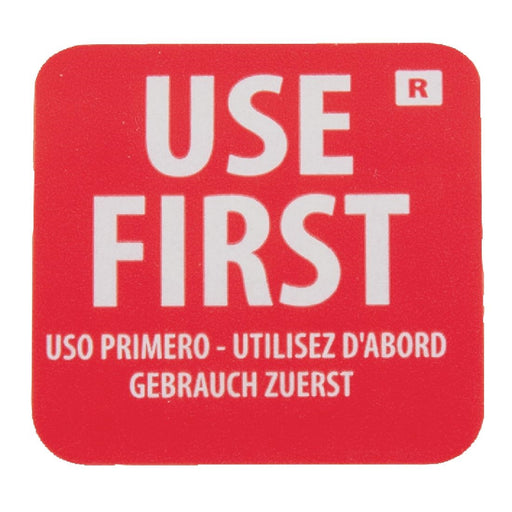 USE
R
FIRST
USO PRIMERO - UTILISEZ D'ABORD
GEBRAUCH ZUERST